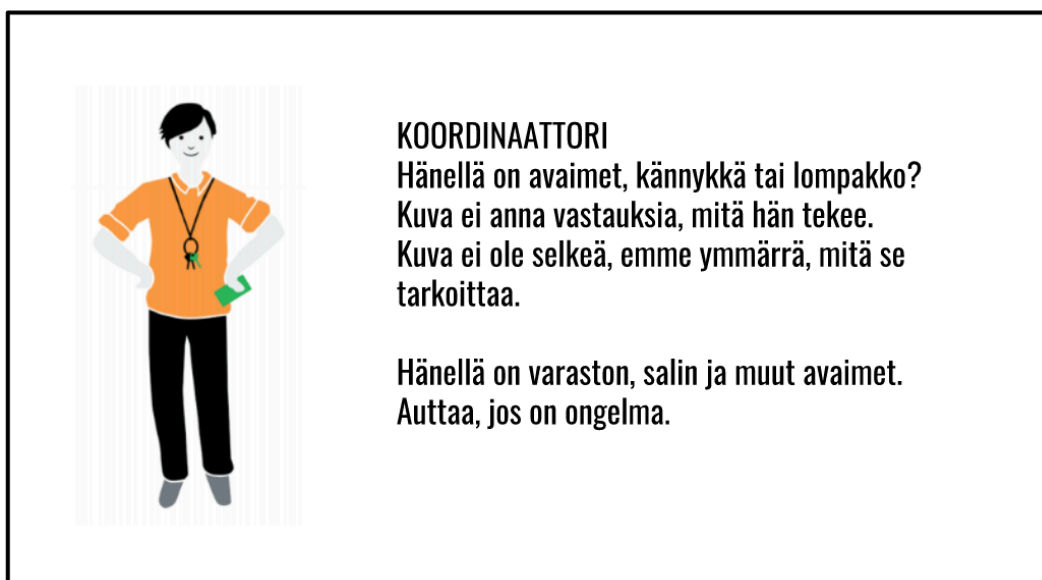 KOORDINAATTORI
Hänellä on avaimet, kännykkä tai lompakko?
Kuva ei anna vastauksia, mitä hän tekee.
Kuva ei ole selkeä, emme ymmärrä, mitä se
tarkoittaa.
Hänellä on varaston, salin ja muut avaimet.
Auttaa, jos on ongelma.